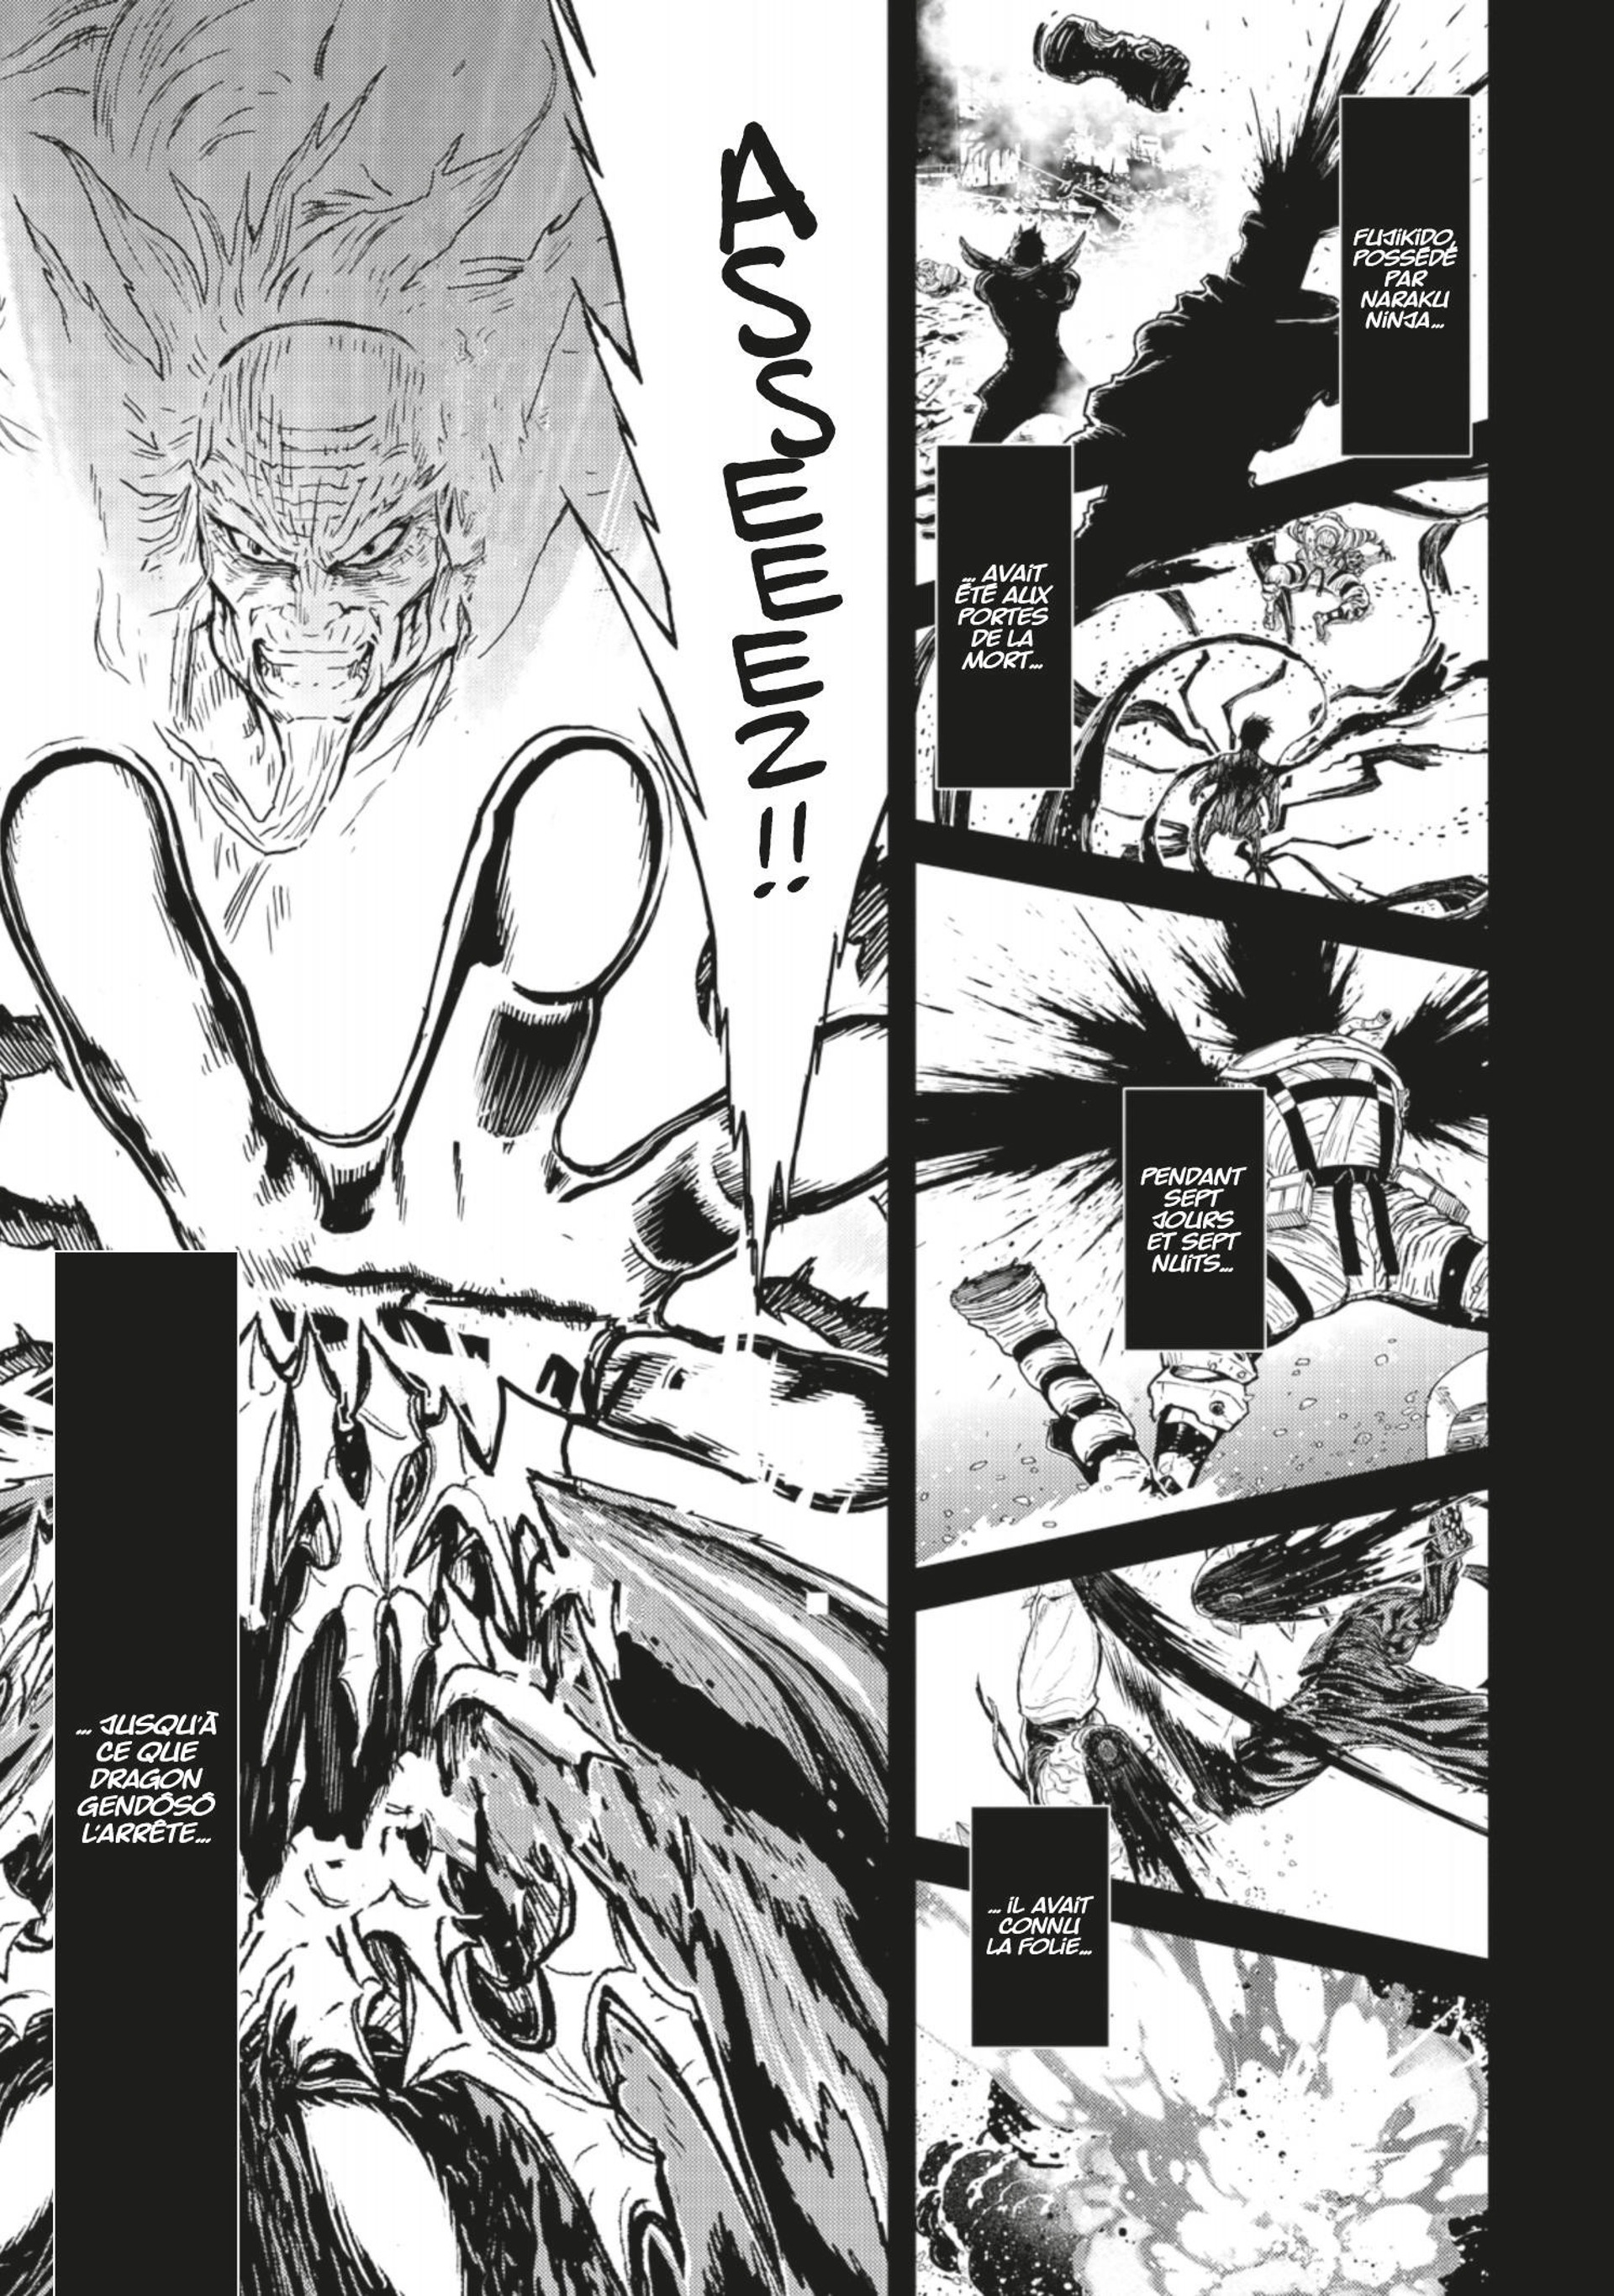 FUJiKiDO,
POSSÉDÉ
PAR
NARAKU
NiNJA...
... AVAiT
ÉTÉ AUX
PORTES
DE LA
MORT...
PENDANT
SEPT
JOURS
ET SEPT
NUiTS...
... iL AVAiT
CONNU
LA FOLiE...
ASSEEEZ!!
... JUSQU'À
CE QUE
DRAGON
GENDÔSÔ
L'ARRÊTE...